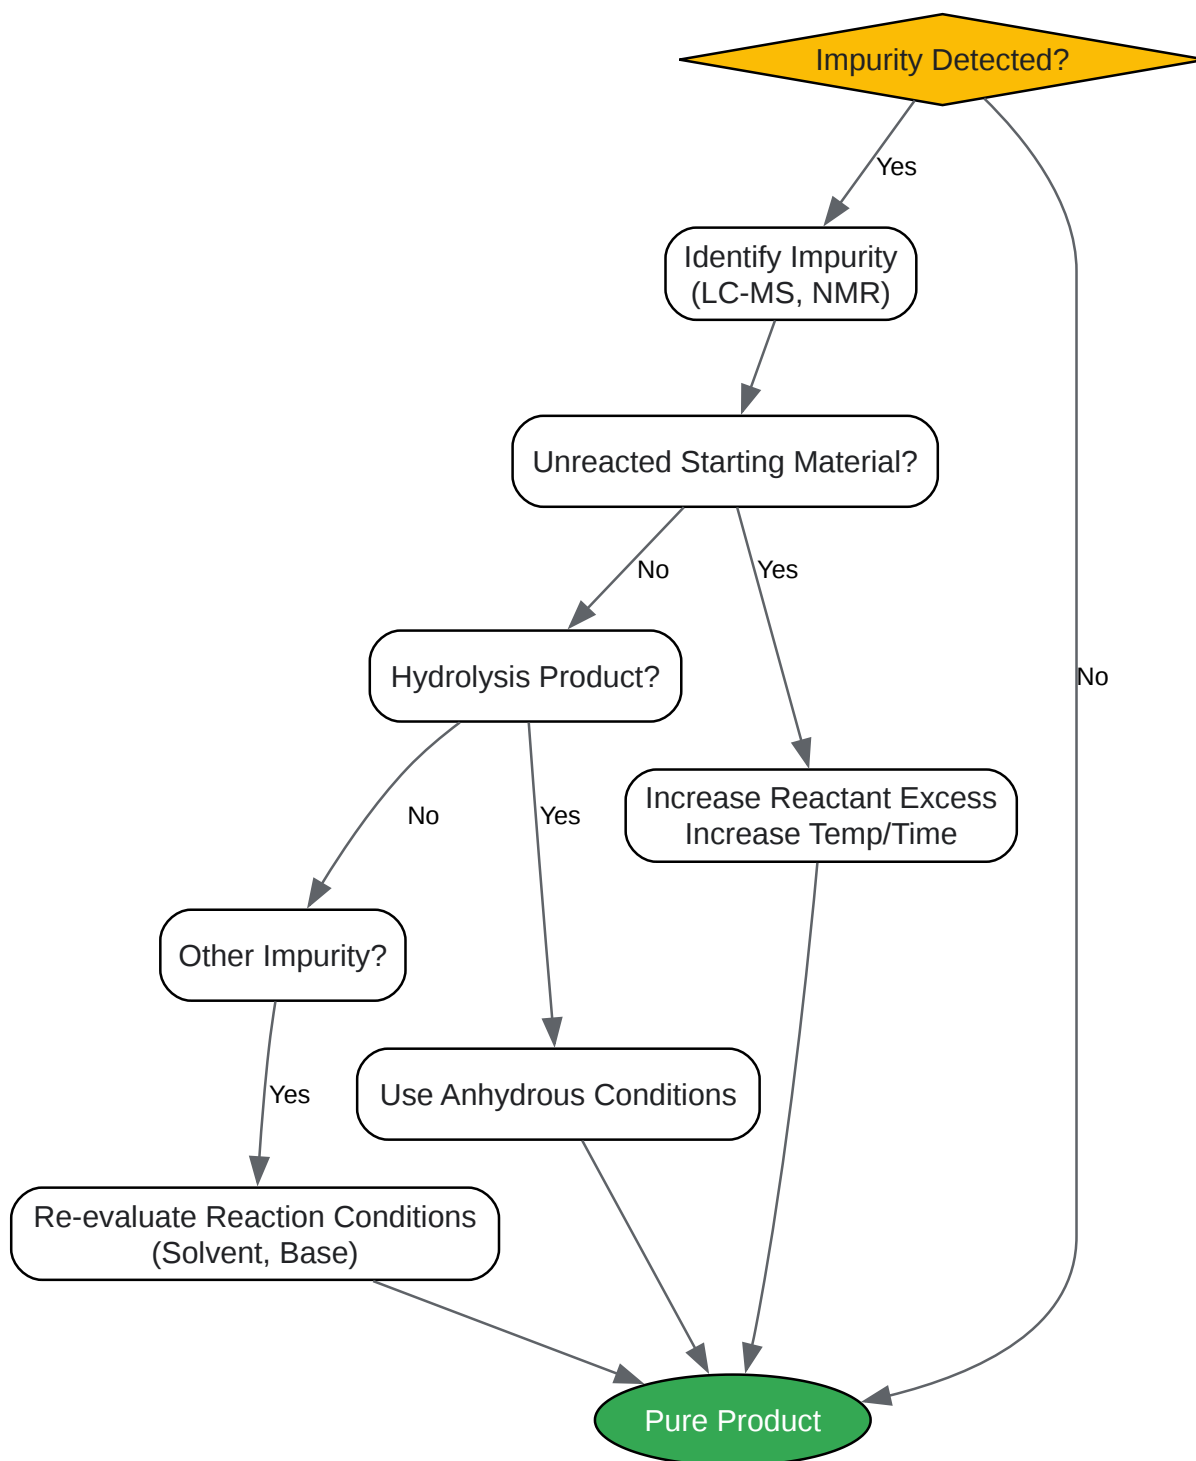 Impurity Detected?
Yes
Identify Impurity
(LC-MS, NMR)
Unreacted Starting Material?
No
Yes
Hydrolysis Product?
No
No
Yes
Increase Reactant Excess
Increase Temp/Time
Other Impurity?
Yes
Use Anhydrous Conditions
Re-evaluate Reaction Conditions
(Solvent, Base)
Pure Product